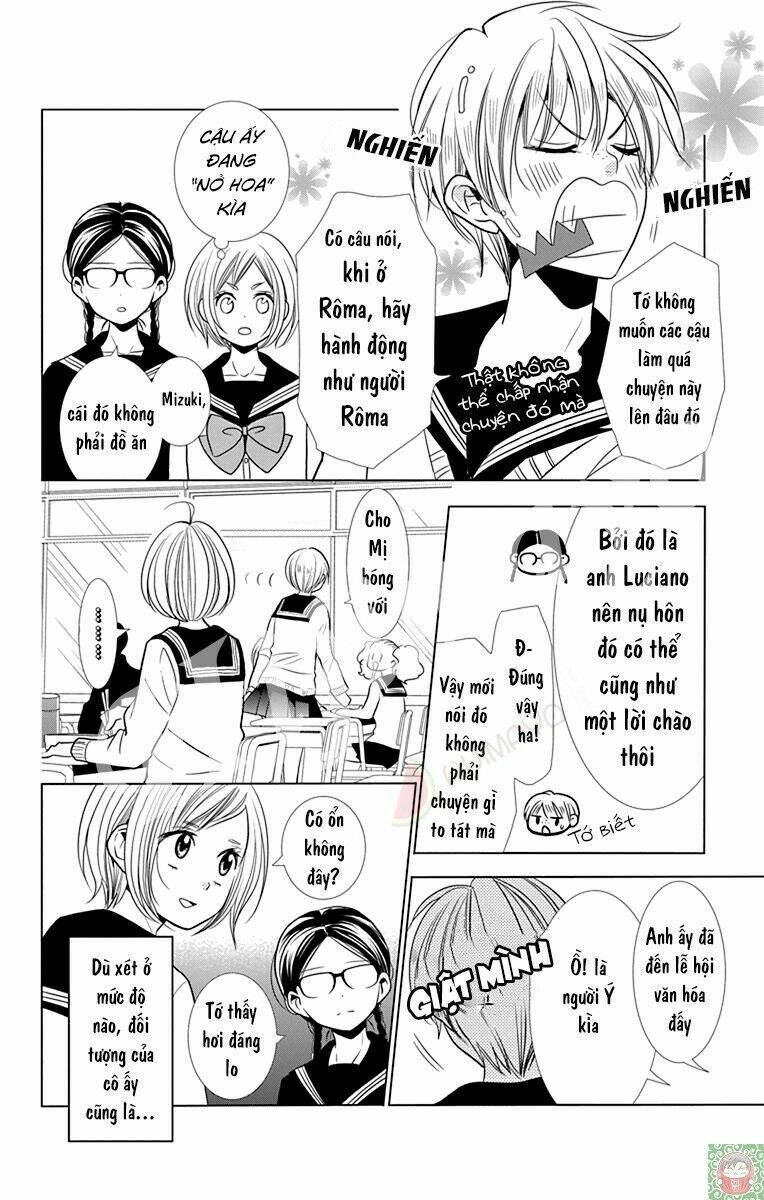 NGHIẾN
NGHIẾN
Tớ không
muốn các cậu
làm quá
chuyện này
lên đâu đó
Thật không
thể chấp nhận
chuyện đó mà
Có câu nói,
khi ở
Rôma, hãy
hành động
như người
Rôma
CẬU ẤY
ĐANG
"NỞ HOA"
KÌA
Mizuki,
cái đó không
phải đồ ăn
Bởi đó là
anh Luciano
nên nụ hôn
đó có thể
cũng như
một lời chào
thôi
Đ-
Đúng
vậy
ha!
Vậy mới
nói đó
không
phải
chuyện gì
to tát mà
Tớ biết
Cho
Mị
hóng
với
Anh ấy đã
đến lễ hội
văn hóa
đấy
Ồ! là
người Ý
kìa
GIẬT MÌNH
Có ổn
không
đây?
Tớ thấy
hơi đáng
lo
Dù xét ở
mức độ
nào, đối
tượng của
cô ấy
cũng là...